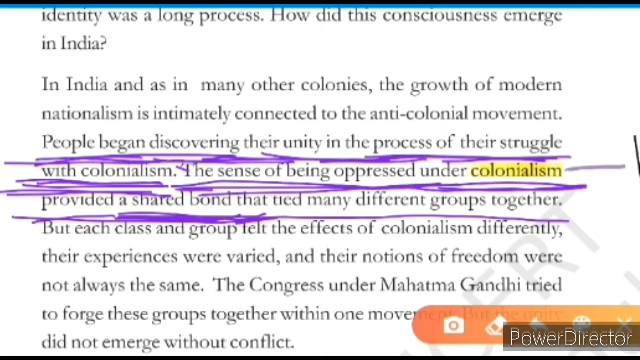 identity was a long process. How did this consciousness emerge
in India?
In India and as in many other colonies, the growth of modern
nationalism is intimately connected to the anti-colonial movement.
People began discovering their unity in the process of their struggle
with colonialism. The sense of being oppressed under colonialism
provided a shared bond that tied many different groups together.
But each class and group felt the effects of colonialism differently,
their experiences were varied, and their notions of freedom were
not always the same. The Congress under Mahatma Gandhi tried
to forge these groups together within one movement. But the unity
did not emerge without conflict.
PowerDirector